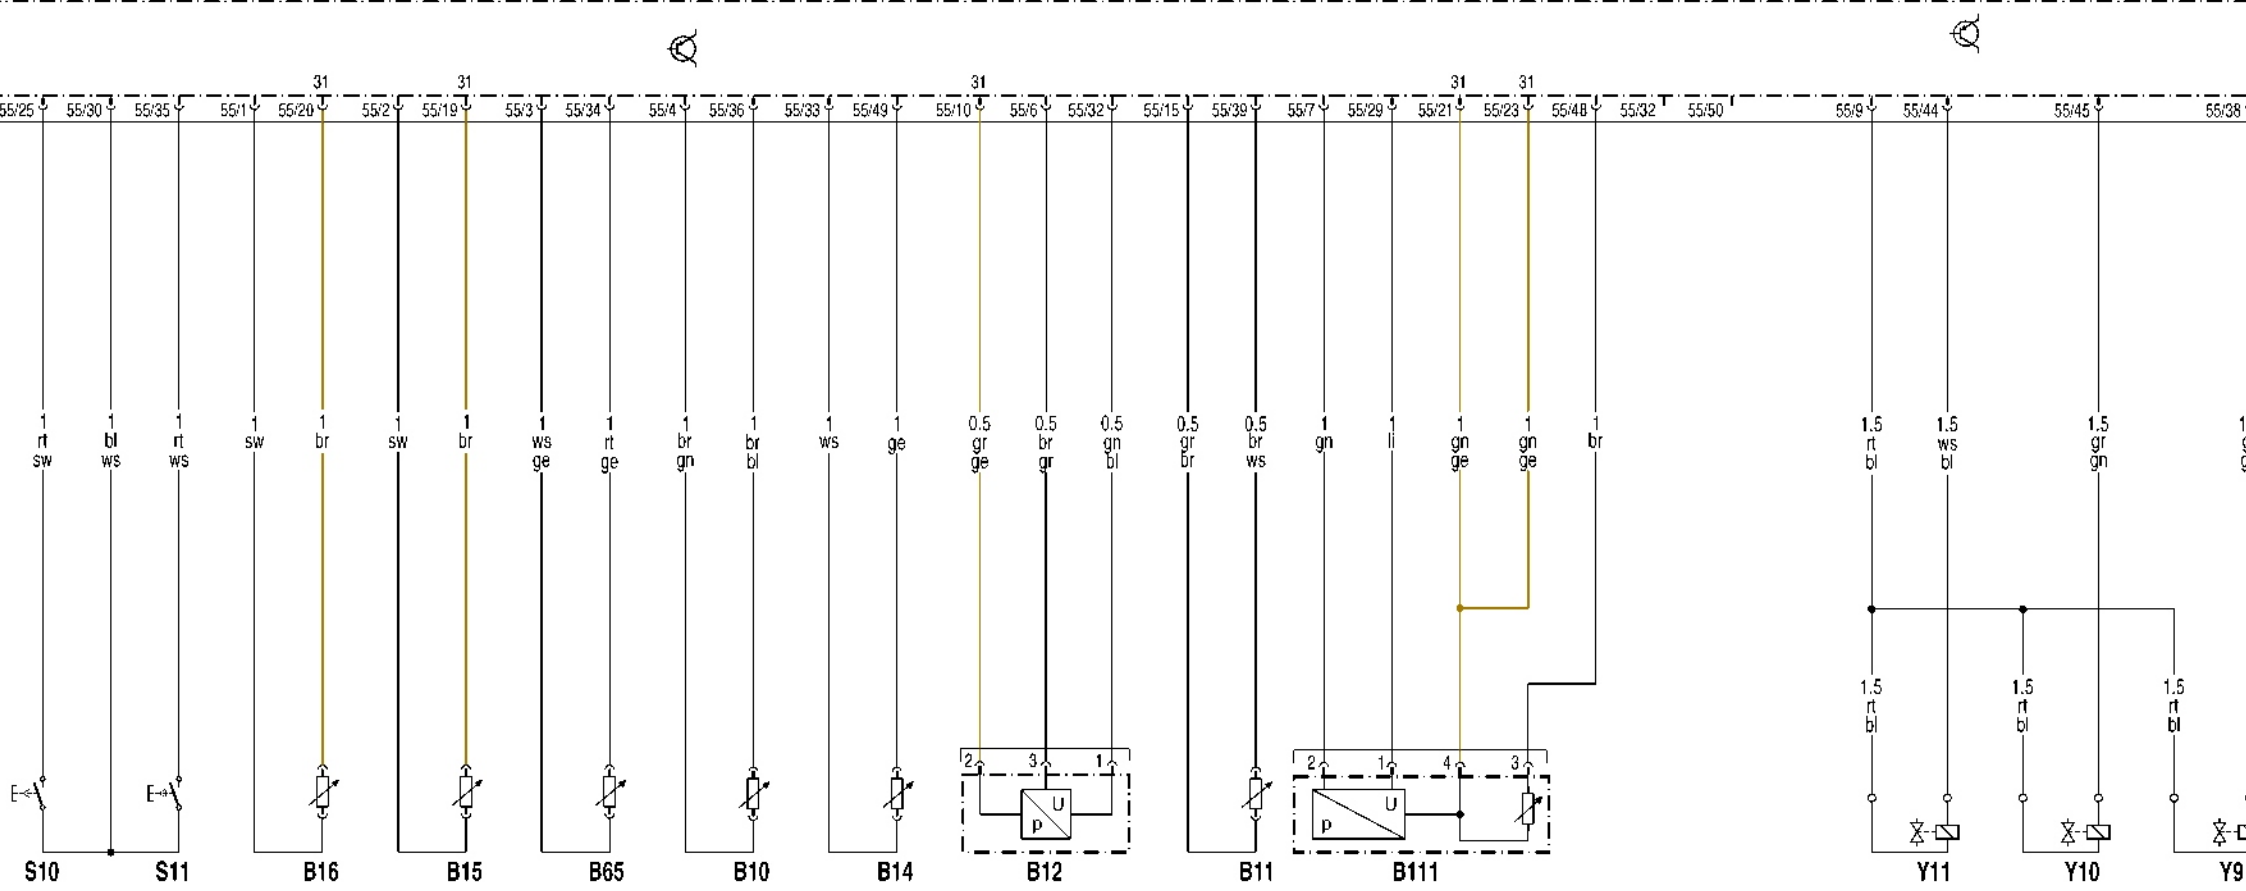 31 31 31 31 31
55/25 55/30 55/35 55/1 55/20 55/2 55/19 55/3 55/34 55/4 55/36 55/33 55/49 55/10 55/6 55/32 55/15 55/39 55/7 55/29 55/21 55/23 55/48 55/32 55/50 55/9 55/44 55/45 55/38
1 1 1 1 1 1 1 1 1 1 1 1 1 0.5 0.5 0.5 0.5 0.5 1 1 1 1 1 1.5 1.5 1.5 1
rt bl rt sw br sw br ws rt br br ws ge gr br gn gr br gn li gn gn br rt ws gr
sw ws ws ge ge gn bl ge gr bl br ws ge ge bl bl gn
1.5 1.5 1.5
rt rt rt
bl bl bl
2 3 1 2 1 4 3
E E U U
p p
S10 S11 B16 B15 B65 B10 B14 B12 B11 B111 Y11 Y10 Y9